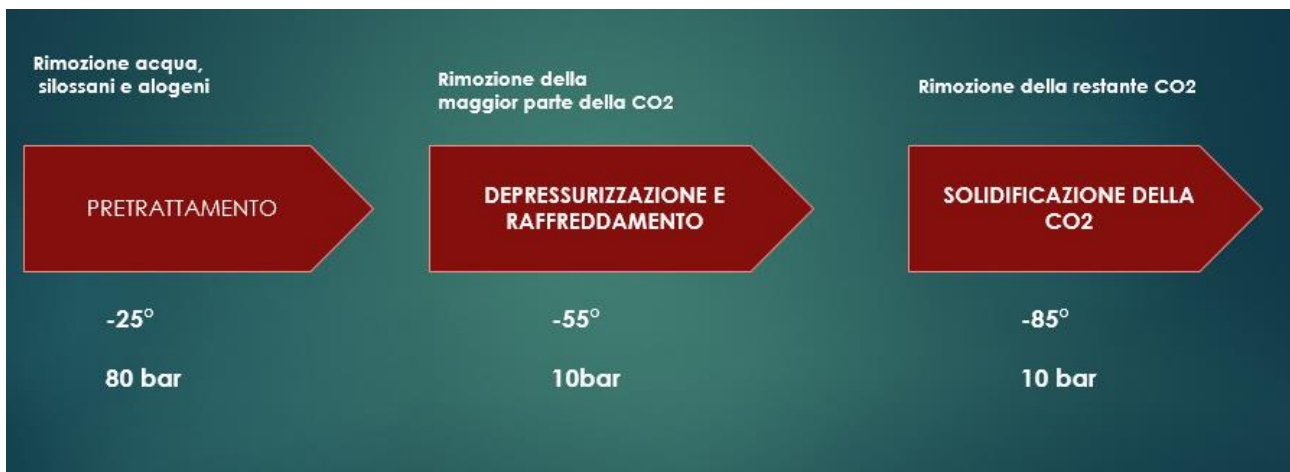 Rimozione acqua,
silossani e alogeni
Rimozione della
maggior parte della CO2
Rimozione della restante CO2
PRETRATTAMENTO
DEPRESSURIZZAZIONE E
RAFFREDDAMENTO
SOLIDIFICAZIONE DELLA
CO2
-25°
-55°
-85°
80 bar
10bar
10 bar